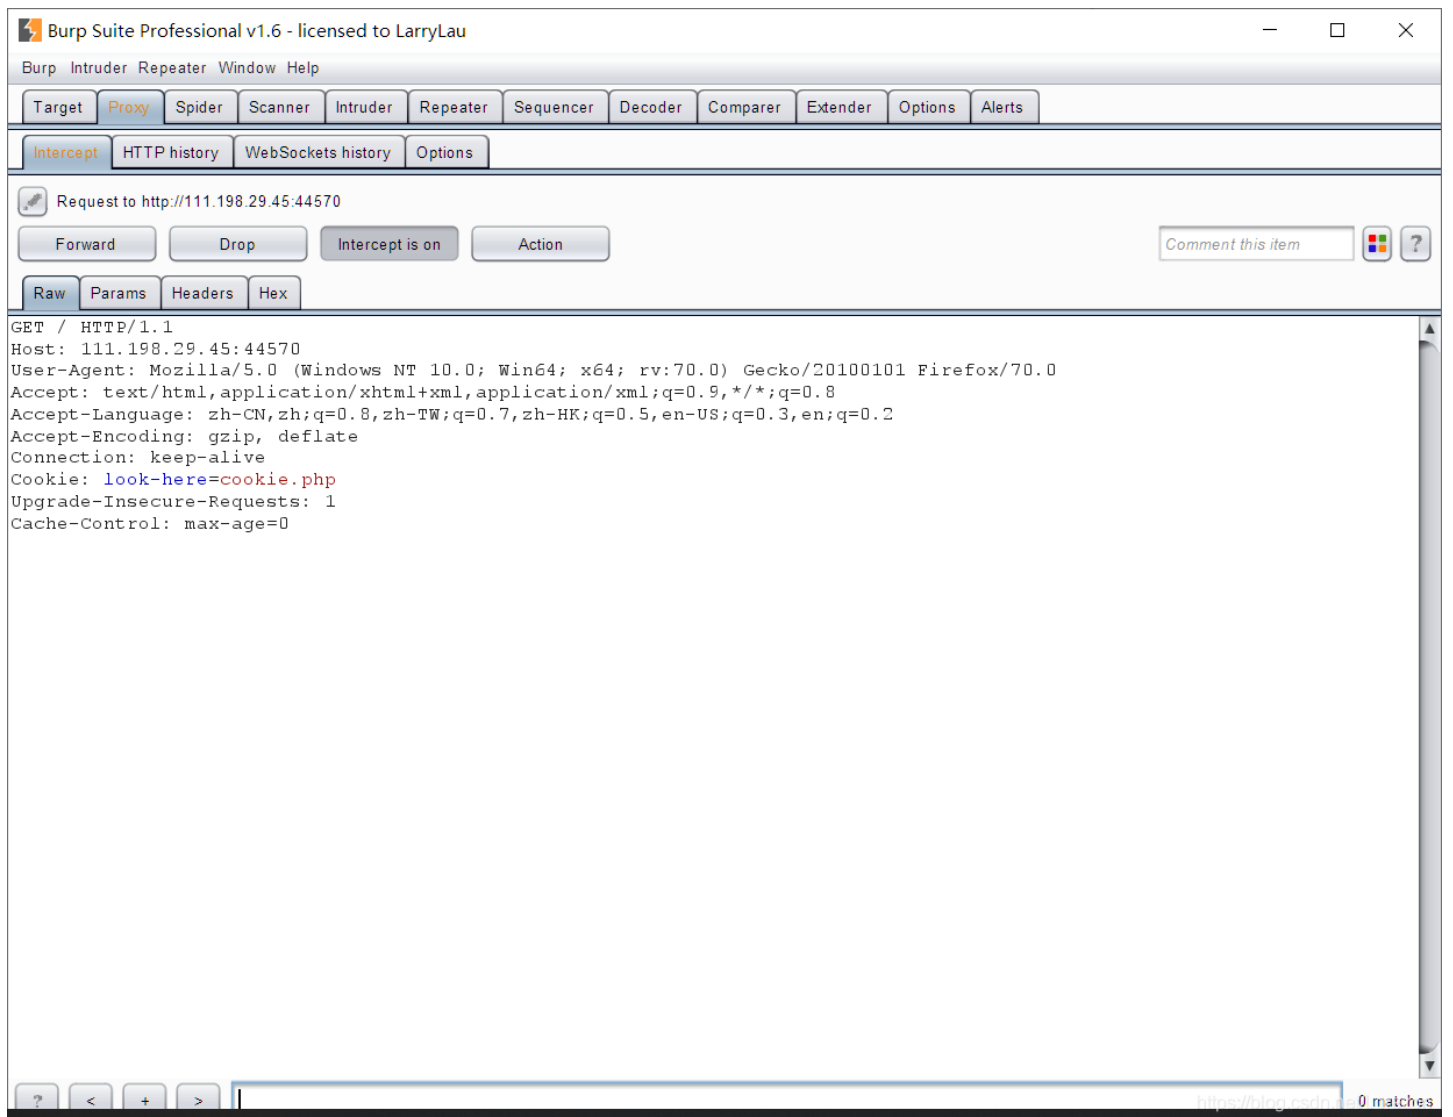 Burp Suite Professional v1.6 - licensed to LarryLau
Burp Intruder Repeater Window Help
Target Proxy Spider Scanner Intruder Repeater Sequencer Decoder Comparer Extender Options Alerts
Intercept HTTP history WebSockets history Options
Request to http://111.198.29.45:44570
Forward Drop Intercept is on Action Comment this item ?
Raw Params Headers Hex
GET / HTTP/1.1
Host: 111.198.29.45:44570
User-Agent: Mozilla/5.0 (Windows NT 10.0; Win64; x64; rv:70.0) Gecko/20100101 Firefox/70.0
Accept: text/html,application/xhtml+xml,application/xml;q=0.9,*/*;q=0.8
Accept-Language: zh-CN,zh;q=0.8,zh-TW;q=0.7,zh-HK;q=0.5,en-US;q=0.3,en;q=0.2
Accept-Encoding: gzip, deflate
Connection: keep-alive
Cookie: look-here=cookie.php
Upgrade-Insecure-Requests: 1
Cache-Control: max-age=0
? < + > 0 matches